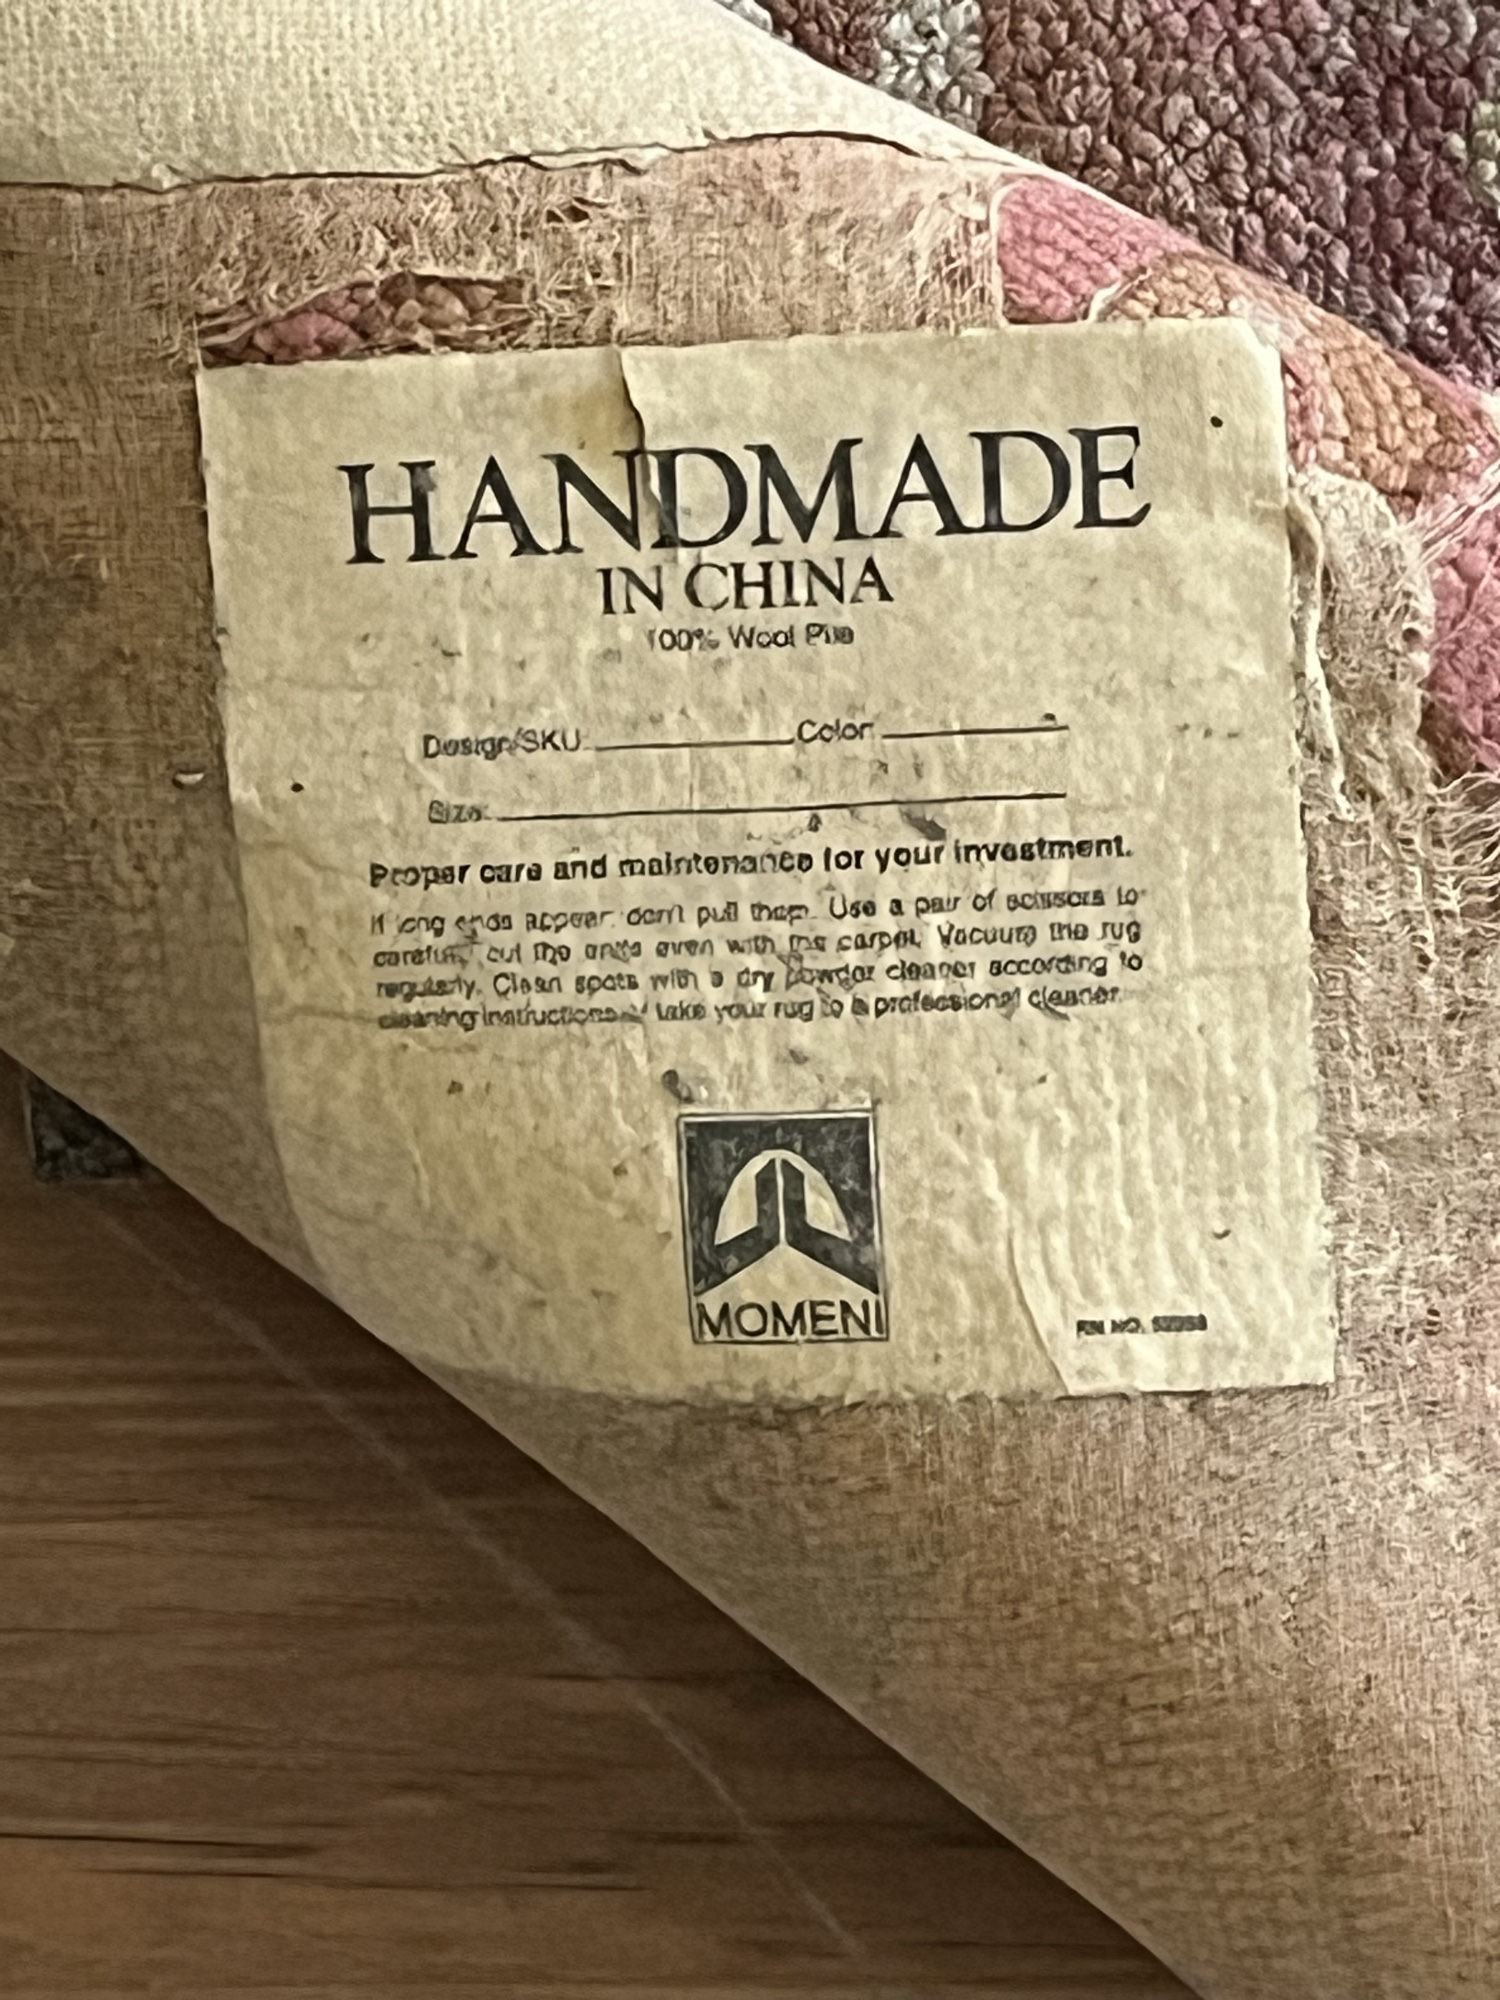 HANDMADE
IN CHINA
100% Wool Pile
Design/SKU: Color:
Size:
Proper care and maintenance for your investment.
If long ends appear don't pull them. Use a pair of scissors to
carefully cut the ends even with the carpet. Vacuum the rug
regularly. Clean spots with a dry powder cleaner according to
cleaning instructions take your rug to a professional cleaner.
MOMENI
RN NO.